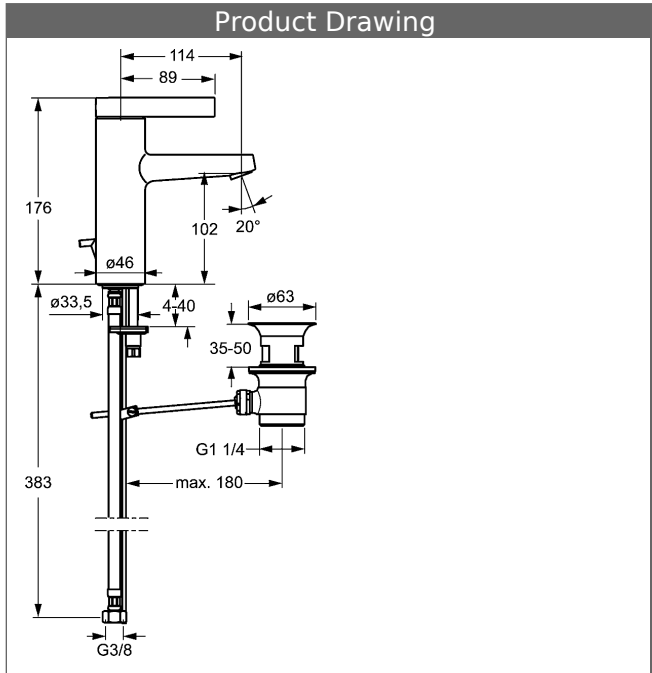 Product Drawing
114
89
176
102
20°
ø46
ø33,5
4-40
ø63
35-50
G1 1/4
383
max. 180
G3/8